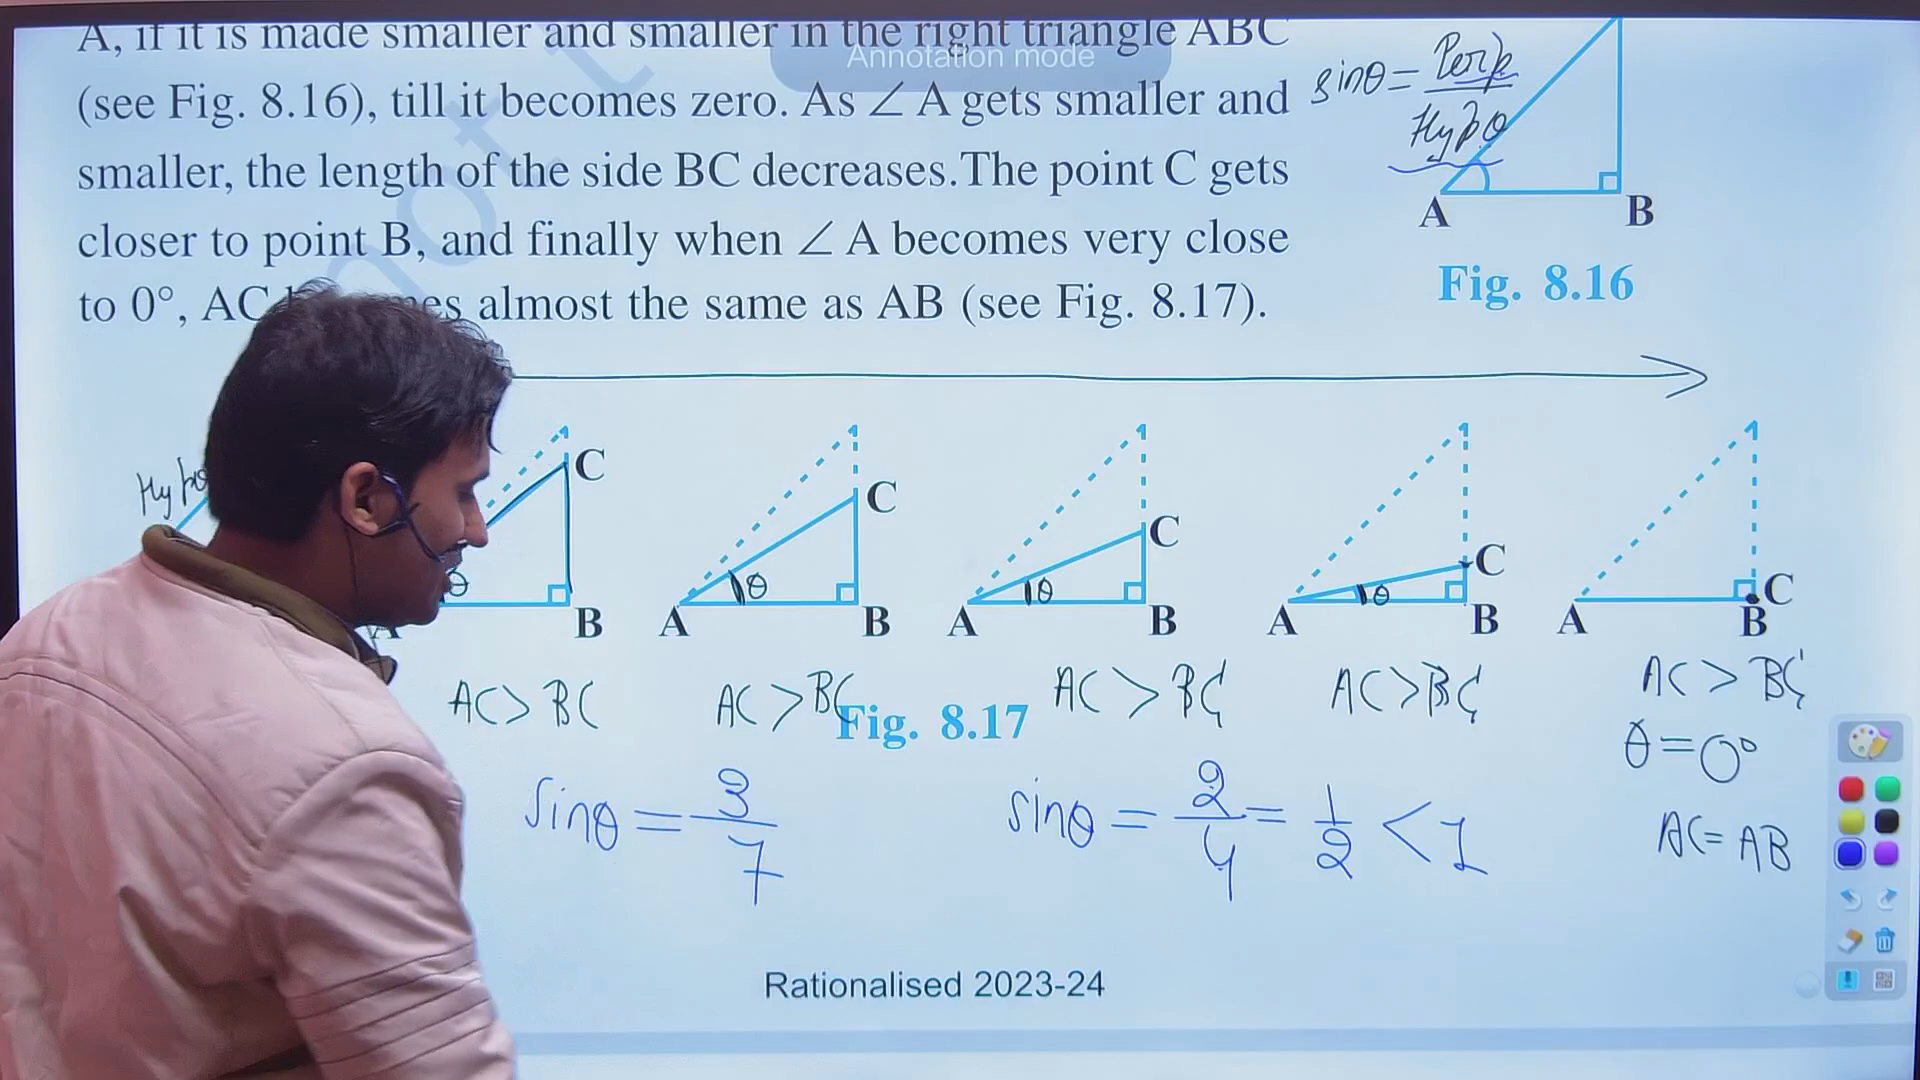 A, if it is made smaller and smaller in the right triangle ABC
Annotation mode
(see Fig. 8.16), till it becomes zero. As ∠ A gets smaller and
smaller, the length of the side BC decreases. The point C gets
closer to point B, and finally when ∠ A becomes very close
to 0°, AC almost the same as AB (see Fig. 8.17).
sinθ = Perp
Hypo
A B
Fig. 8.16
Hypo
C C C C C
θ θ θ θ
A B A B A B A B A B
AC > BC AC > BC AC > BC AC > BC AC > BC
Fig. 8.17
θ = 0°
sinθ = 3/7 sinθ = 2/4 = 1/2 < 1
AC = AB
Rationalised 2023-24